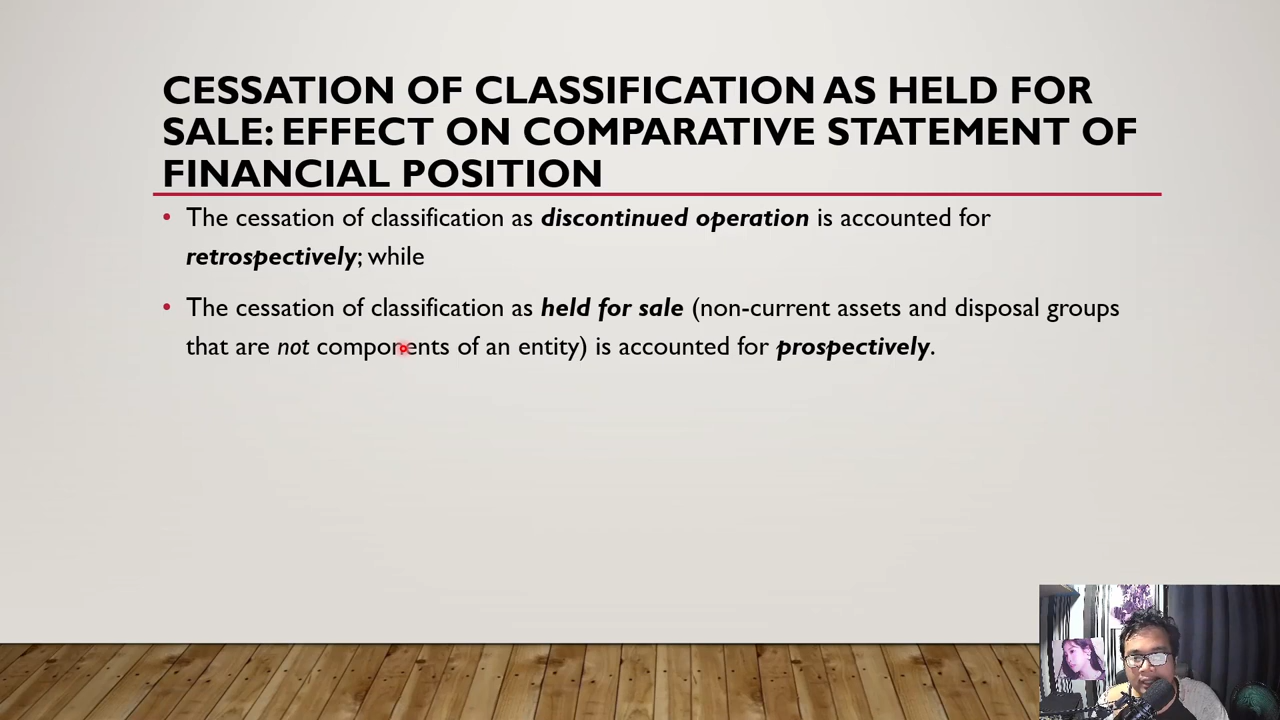 CESSATION OF CLASSIFICATION AS HELD FOR
SALE: EFFECT ON COMPARATIVE STATEMENT OF
FINANCIAL POSITION
• The cessation of classification as discontinued operation is accounted for
retrospectively; while
• The cessation of classification as held for sale (non-current assets and disposal groups
that are not components of an entity) is accounted for prospectively.